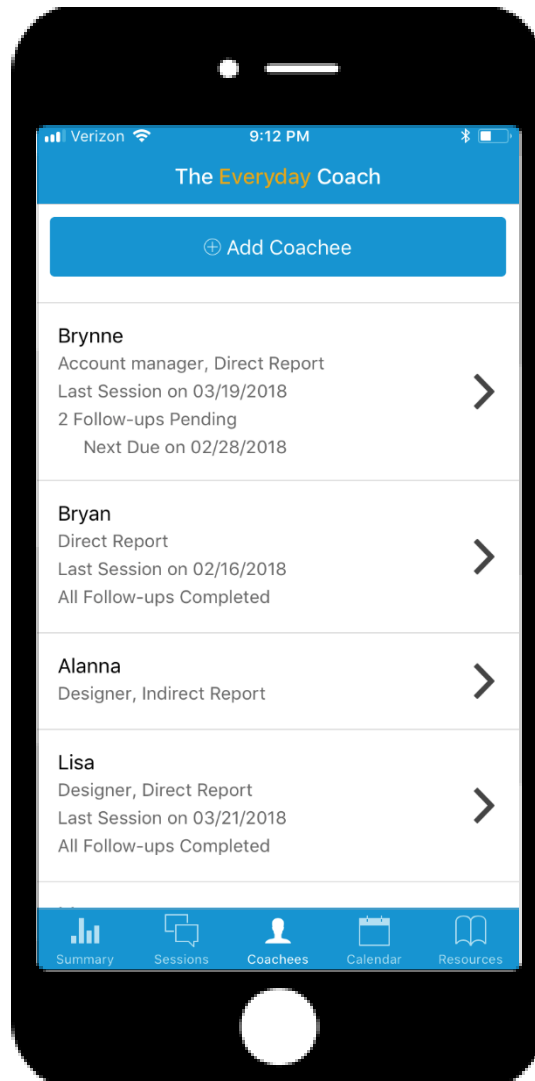 Verizon 9:12 PM
The Everyday Coach
Add Coachee
Brynne
Account manager, Direct Report
Last Session on 03/19/2018
2 Follow-ups Pending
Next Due on 02/28/2018
Bryan
Direct Report
Last Session on 02/16/2018
All Follow-ups Completed
Alanna
Designer, Indirect Report
Lisa
Designer, Direct Report
Last Session on 03/21/2018
All Follow-ups Completed
Summary Sessions Coachees Calendar Resources